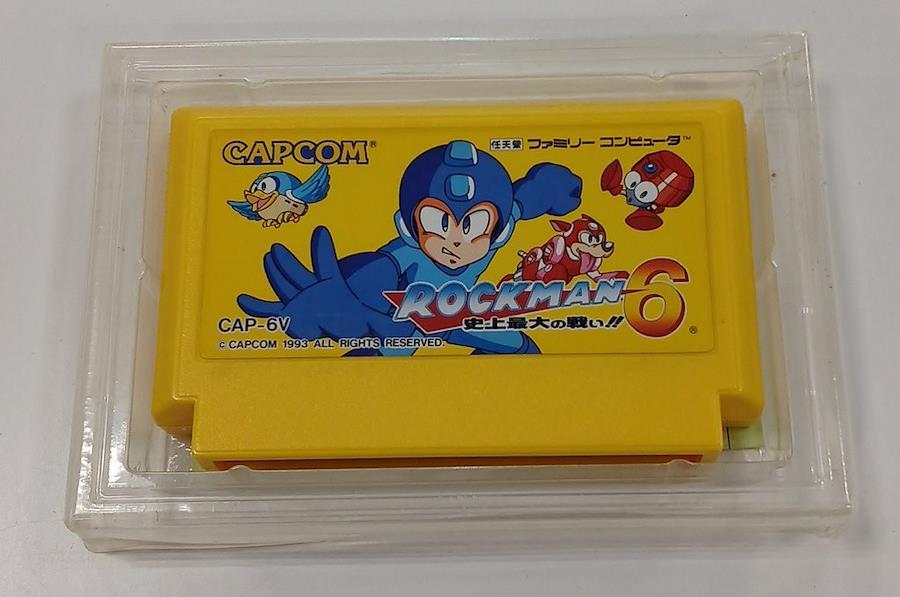 CAPCOM®
任天堂 ファミリー コンピュータ™
ROCKMAN 6
史上最大の戦い!! ®
CAP-6V
© CAPCOM 1993 ALL RIGHTS RESERVED.